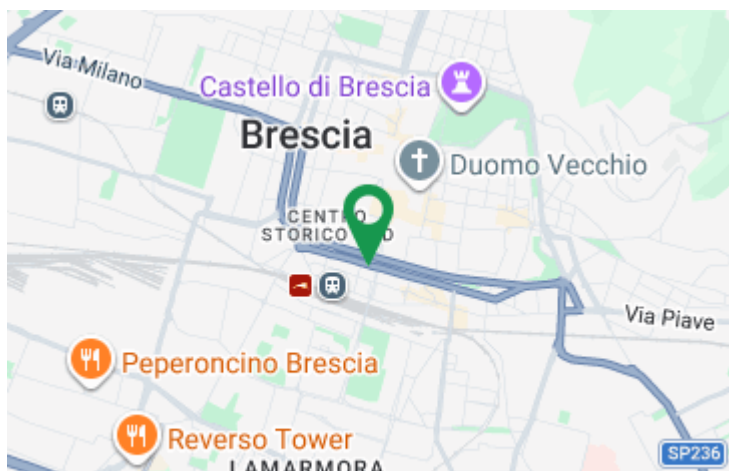 Via Milano
Castello di Brescia
Brescia
Duomo Vecchio
CENTRO
STORICO
Via Piave
Peperoncino Brescia
Reverso Tower
LAMARMORA
SP236